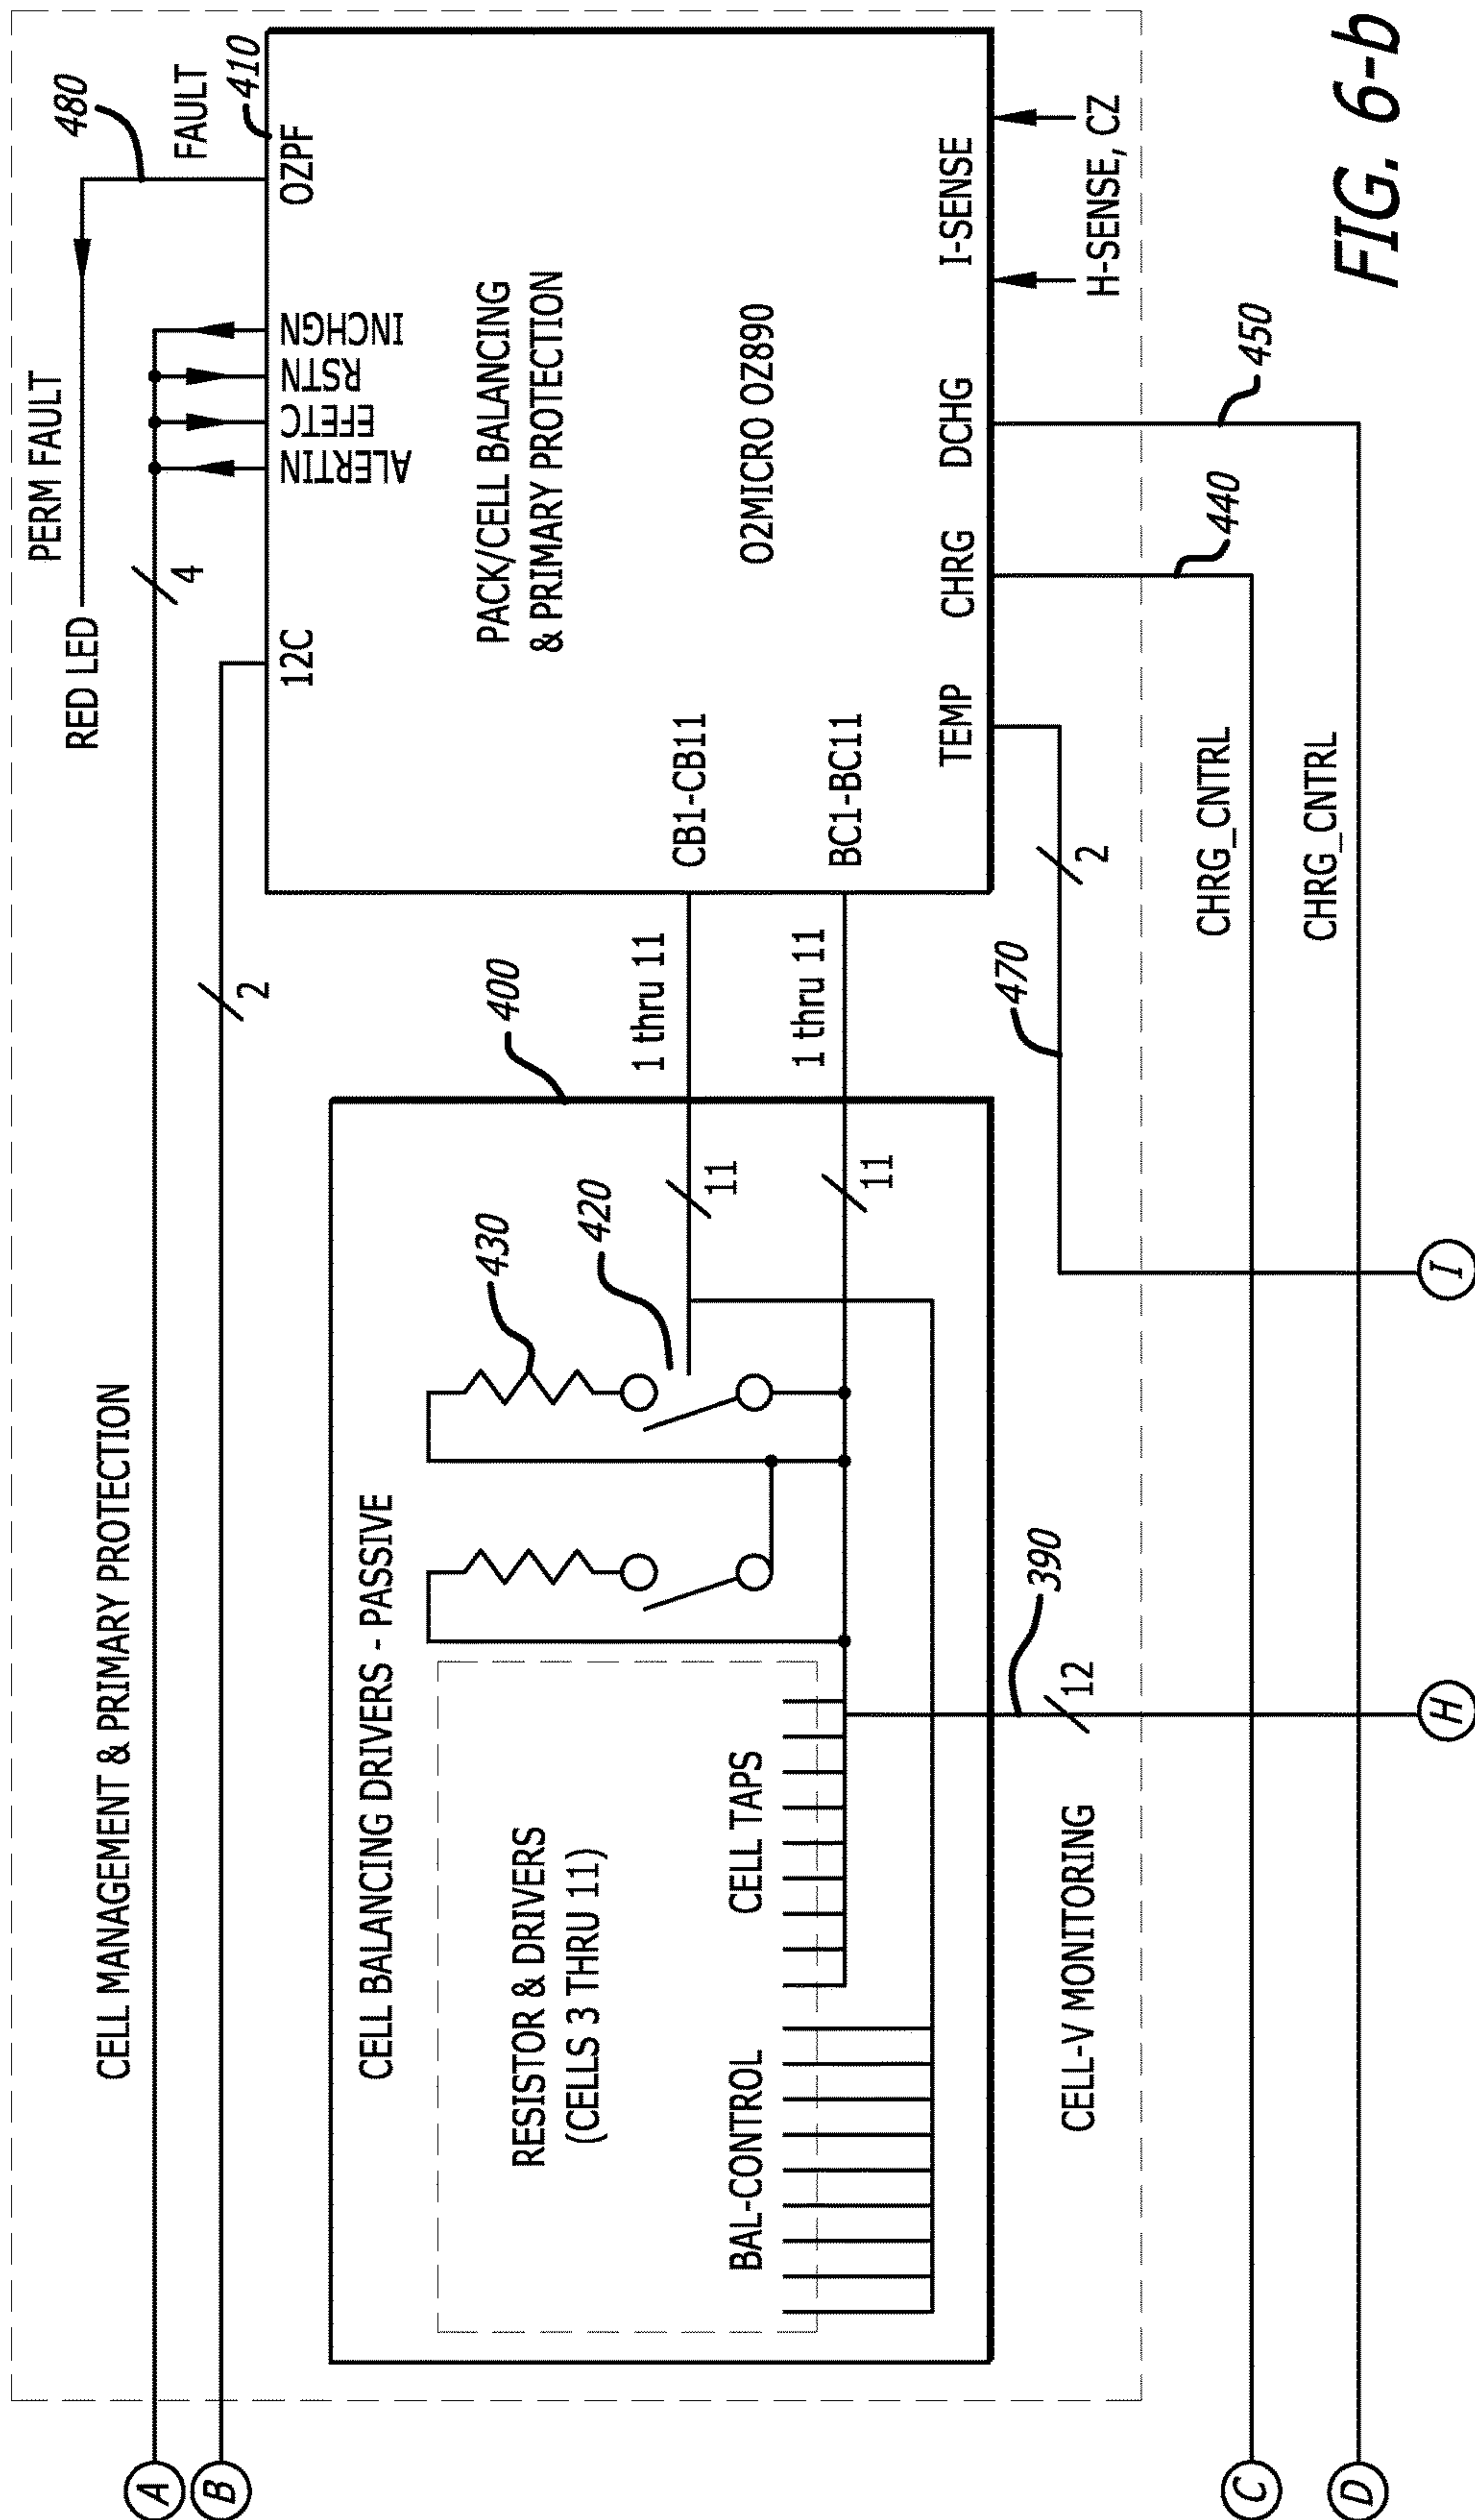 CELL MANAGEMENT & PRIMARY PROTECTION
PERM FAULT
RED LED
480
FAULT
410
A
B
4
2
12C
ALERTIN
EFETC
RSTN
INCHGN
OZPF
PACK/CELL BALANCING
& PRIMARY PROTECTION
O2MICRO OZ890
CB1-CB11
BC1-BC11
TEMP
CHRG
DCHG
I-SENSE
H-SENSE, CZ
CELL BALANCING DRIVERS - PASSIVE
400
430
420
1 thru 11
1 thru 11
11
11
RESISTOR & DRIVERS
(CELLS 3 THRU 11)
BAL-CONTROL
CELL TAPS
CELL-V MONITORING
390
12
470
2
440
450
CHRG_CNTRL
CHRG_CNTRL
C
D
H
I
FIG. 6-b